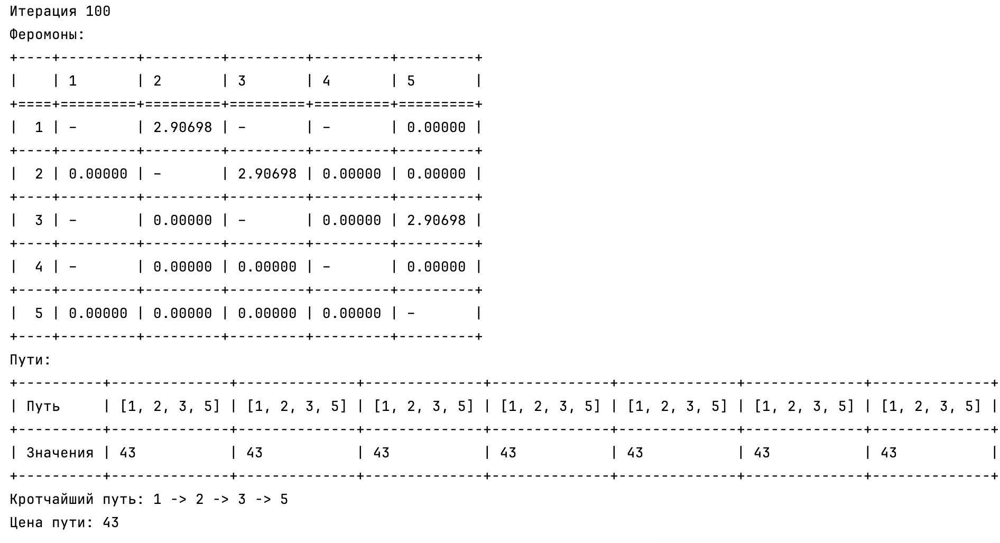 Итерация 100
Феромоны:
+----+---------+---------+---------+---------+---------+
|    | 1       | 2       | 3       | 4       | 5       |
+====+=========+=========+=========+=========+=========+
|  1 | –       | 2.90698 | –       | –       | 0.00000 |
+----+---------+---------+---------+---------+---------+
|  2 | 0.00000 | –       | 2.90698 | 0.00000 | 0.00000 |
+----+---------+---------+---------+---------+---------+
|  3 | –       | 0.00000 | –       | 0.00000 | 2.90698 |
+----+---------+---------+---------+---------+---------+
|  4 | –       | 0.00000 | 0.00000 | –       | 0.00000 |
+----+---------+---------+---------+---------+---------+
|  5 | 0.00000 | 0.00000 | 0.00000 | 0.00000 | –       |
+----+---------+---------+---------+---------+---------+
Пути:
+----------+--------------+--------------+--------------+--------------+--------------+--------------+--------------+
| Путь     | [1, 2, 3, 5] | [1, 2, 3, 5] | [1, 2, 3, 5] | [1, 2, 3, 5] | [1, 2, 3, 5] | [1, 2, 3, 5] | [1, 2, 3, 5] |
+----------+--------------+--------------+--------------+--------------+--------------+--------------+--------------+
| Значения | 43           | 43           | 43           | 43           | 43           | 43           | 43           |
+----------+--------------+--------------+--------------+--------------+--------------+--------------+--------------+
Кротчайший путь: 1 -> 2 -> 3 -> 5
Цена пути: 43